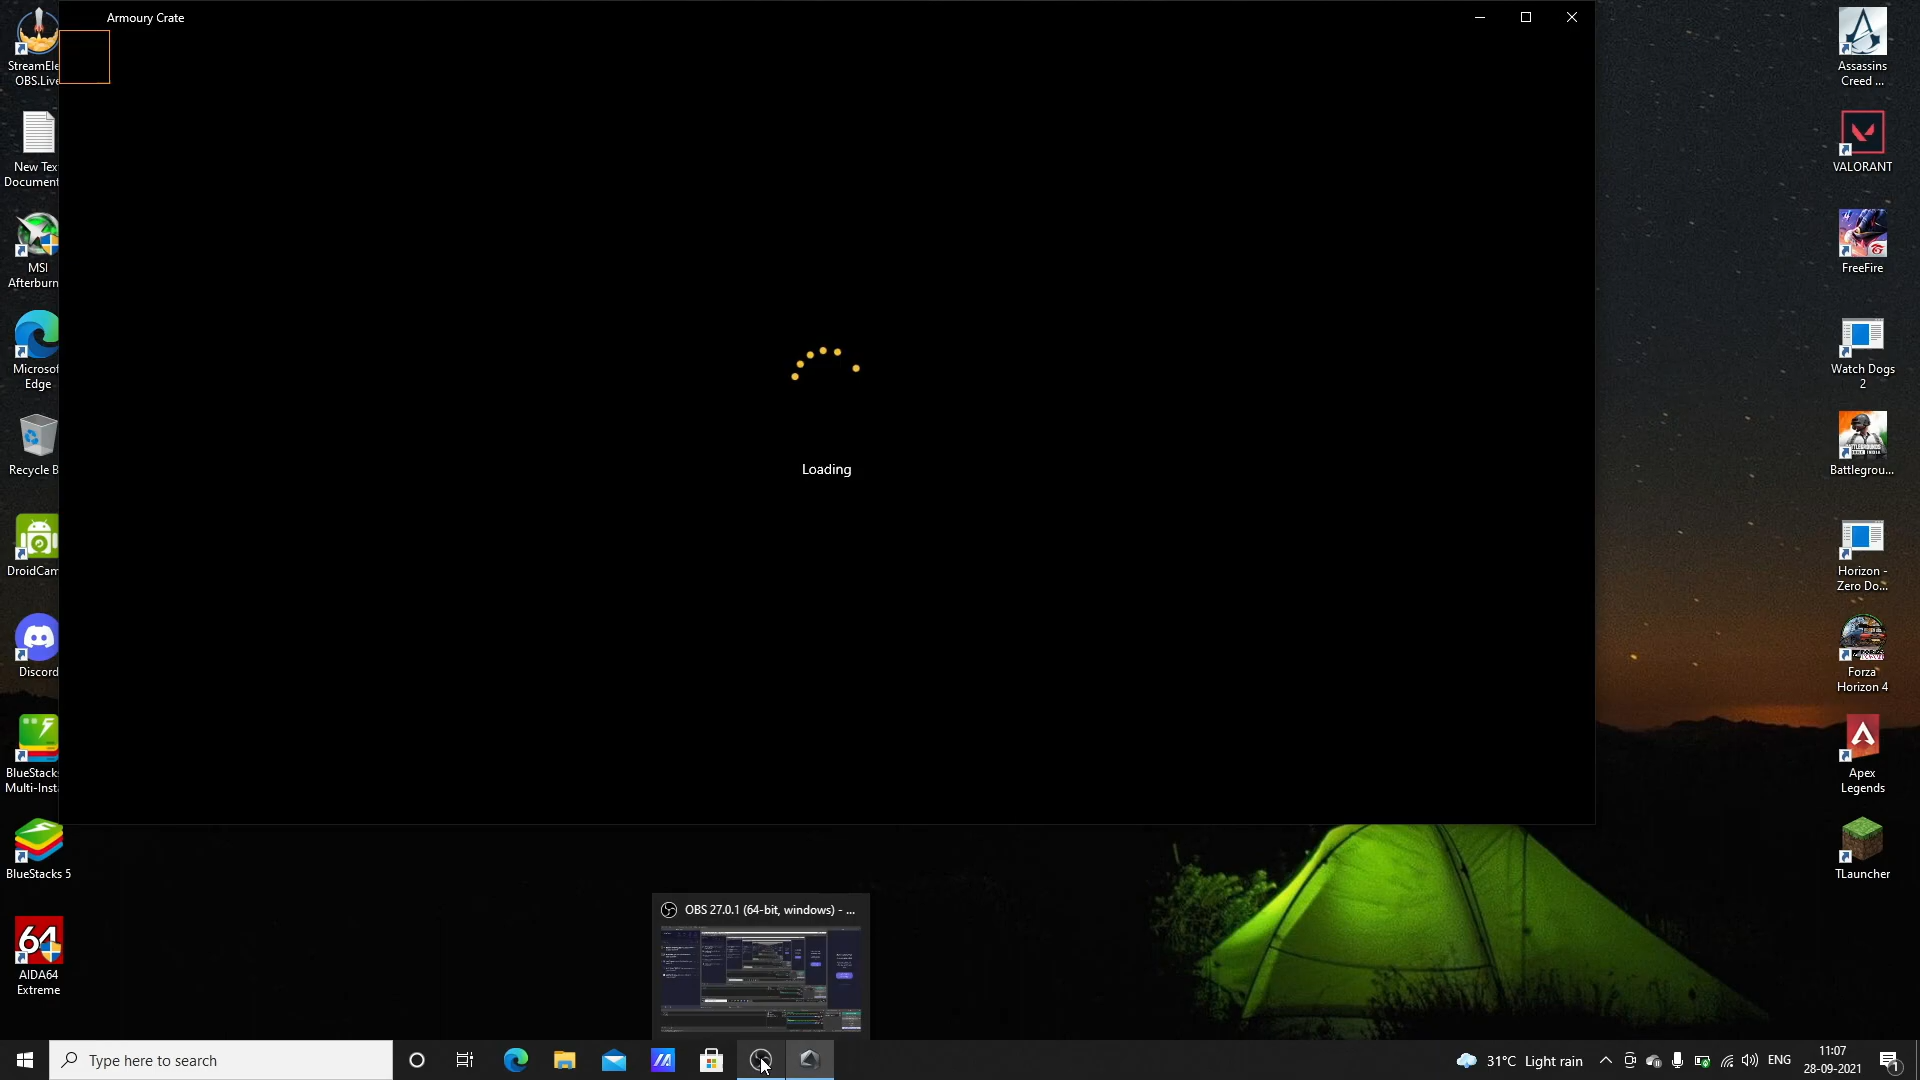 Armoury Crate
StreamEle
OBS.Live
New Tex
Document
MSI
Afterburn
Microsof
Edge
Recycle B
DroidCam
Discord
BlueStack
Multi-Insta
BlueStacks 5
64
AIDA64
Extreme
Loading
Assassins
Creed ...
VALORANT
FreeFire
Watch Dogs
2
Battlegrou...
Horizon -
Zero Do...
Forza
Horizon 4
Apex
Legends
TLauncher
OBS 27.0.1 (64-bit, windows) - ...
Type here to search
31°C Light rain
ENG
11:07
28-09-2021
1